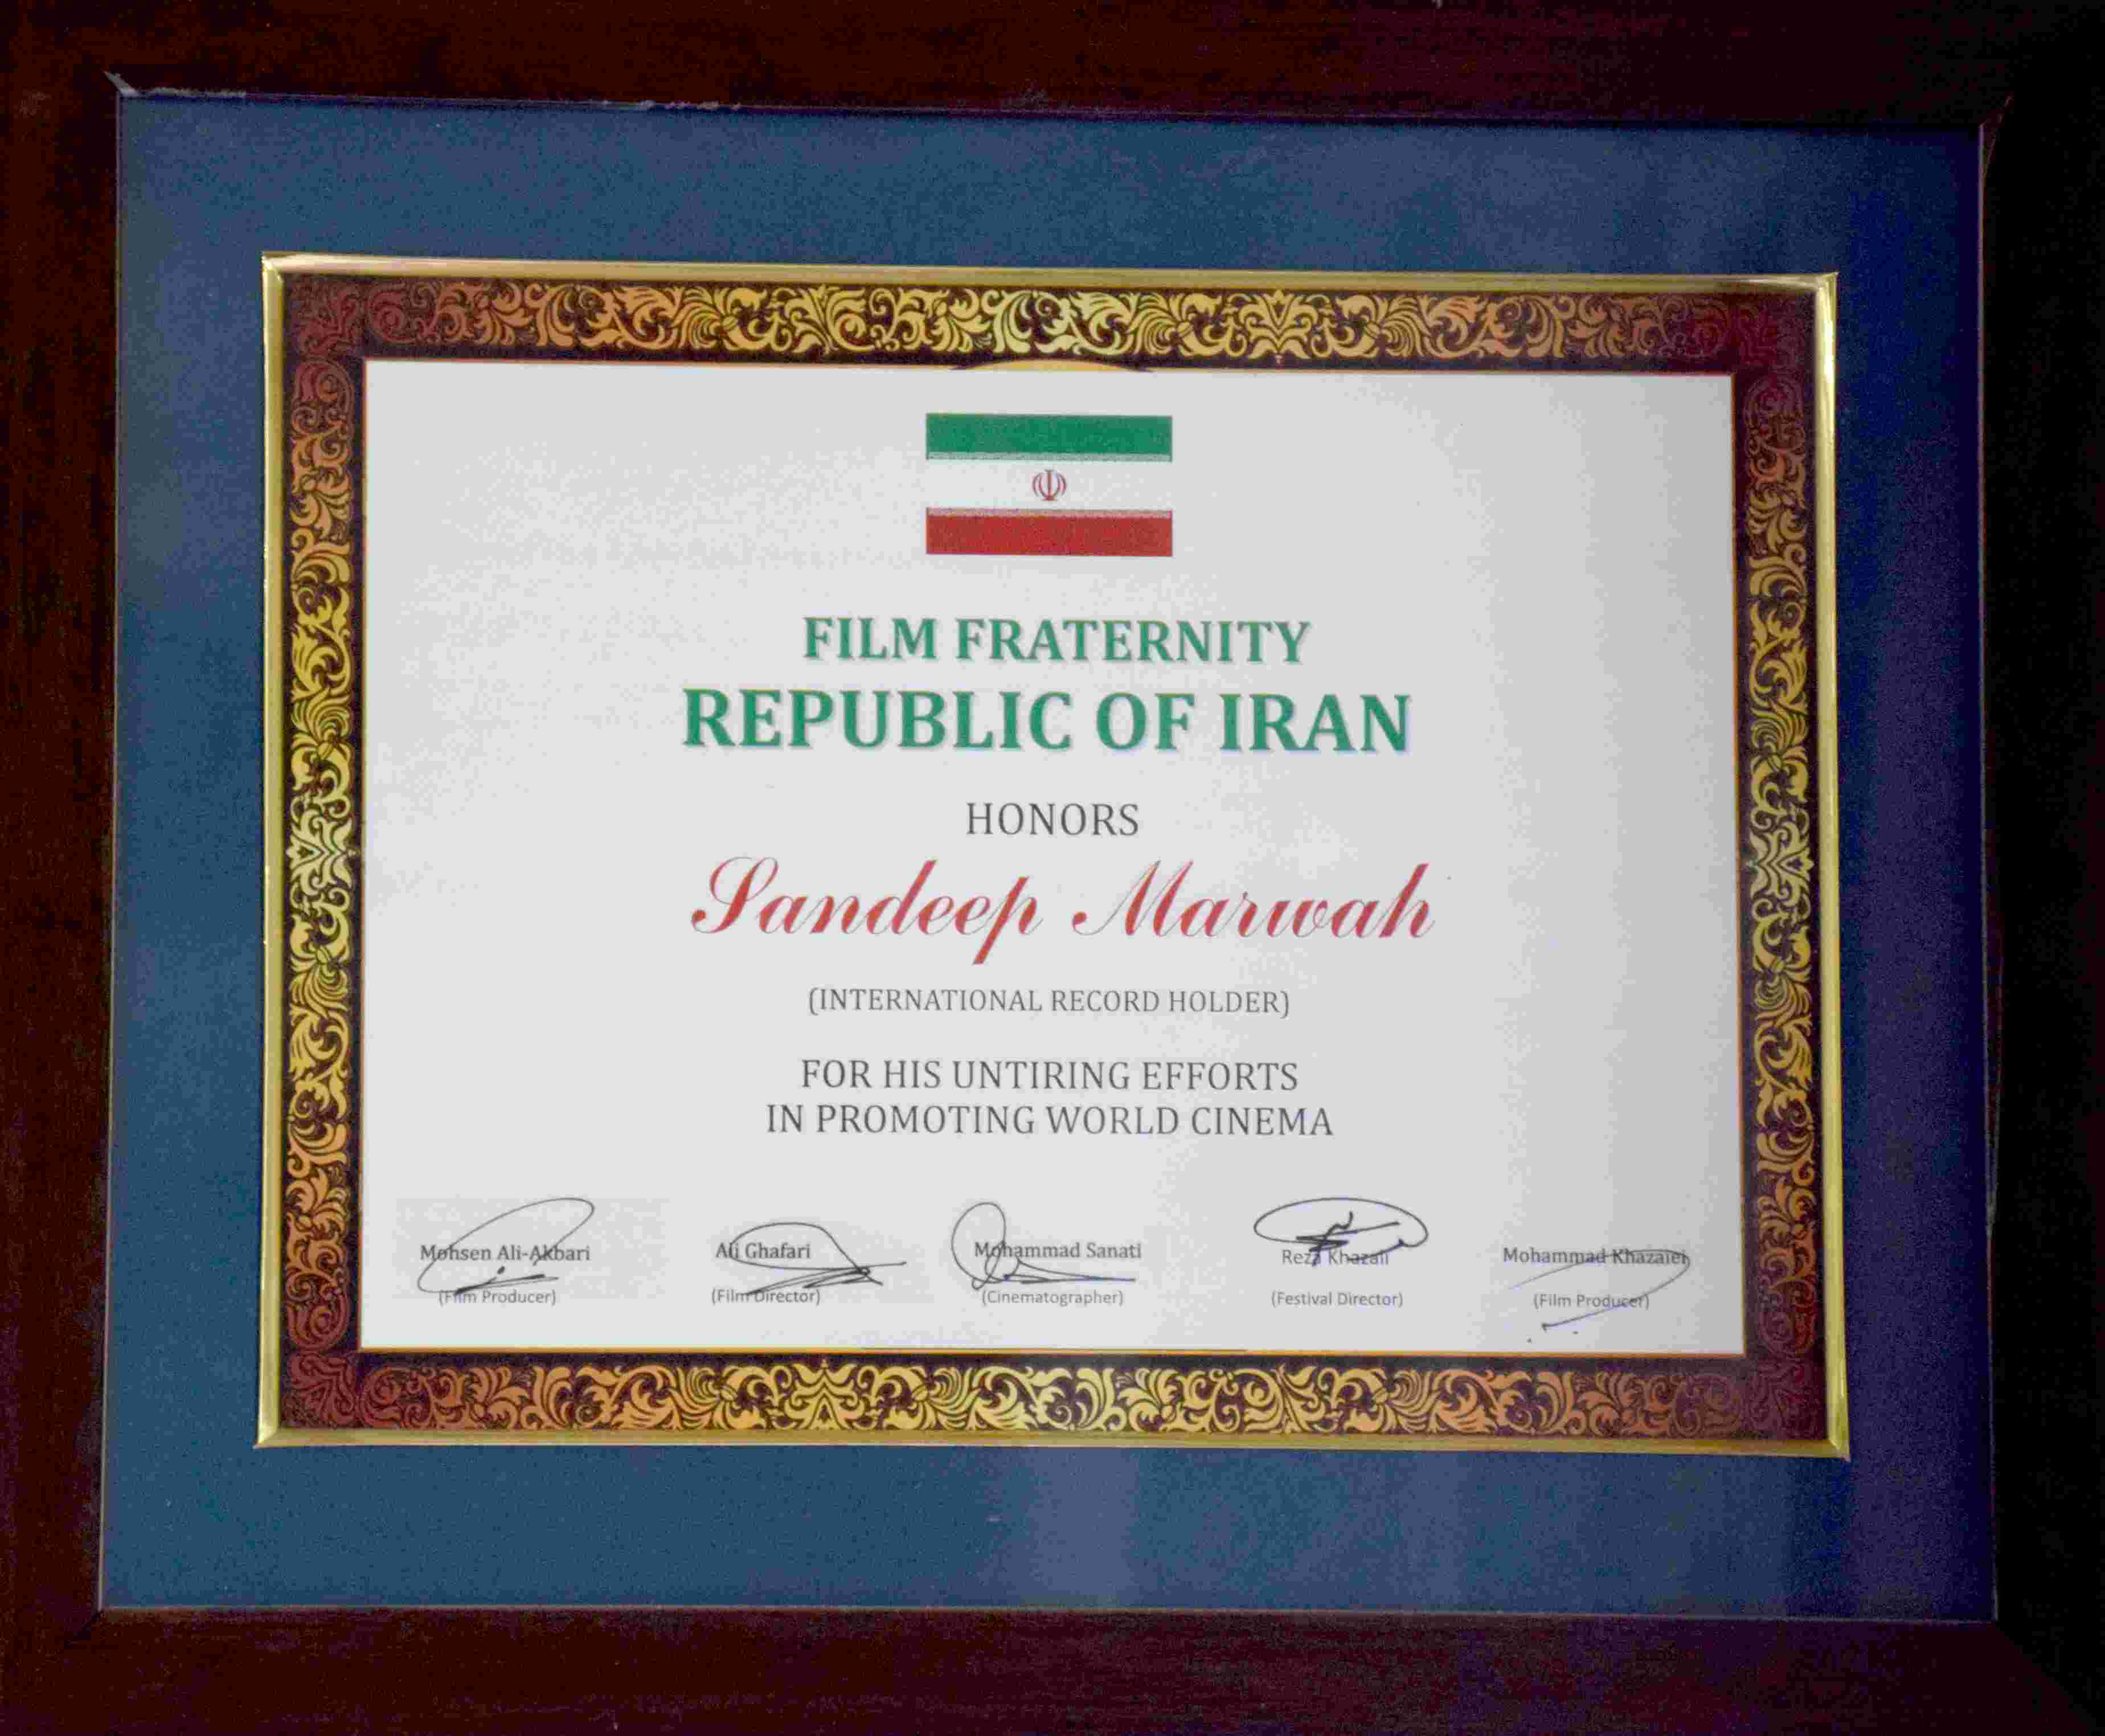 FILM FRATERNITY
REPUBLIC OF IRAN
HONORS
Sandeep Marwah
(INTERNATIONAL RECORD HOLDER)
FOR HIS UNTIRING EFFORTS
IN PROMOTING WORLD CINEMA
Mohsen Ali-Akbari Ali Ghafari Mohammad Sanati Reza Khazaii Mohammad Khazaiei
(Film Producer) (Film Director) (Cinematographer) (Festival Director) (Film Producer)